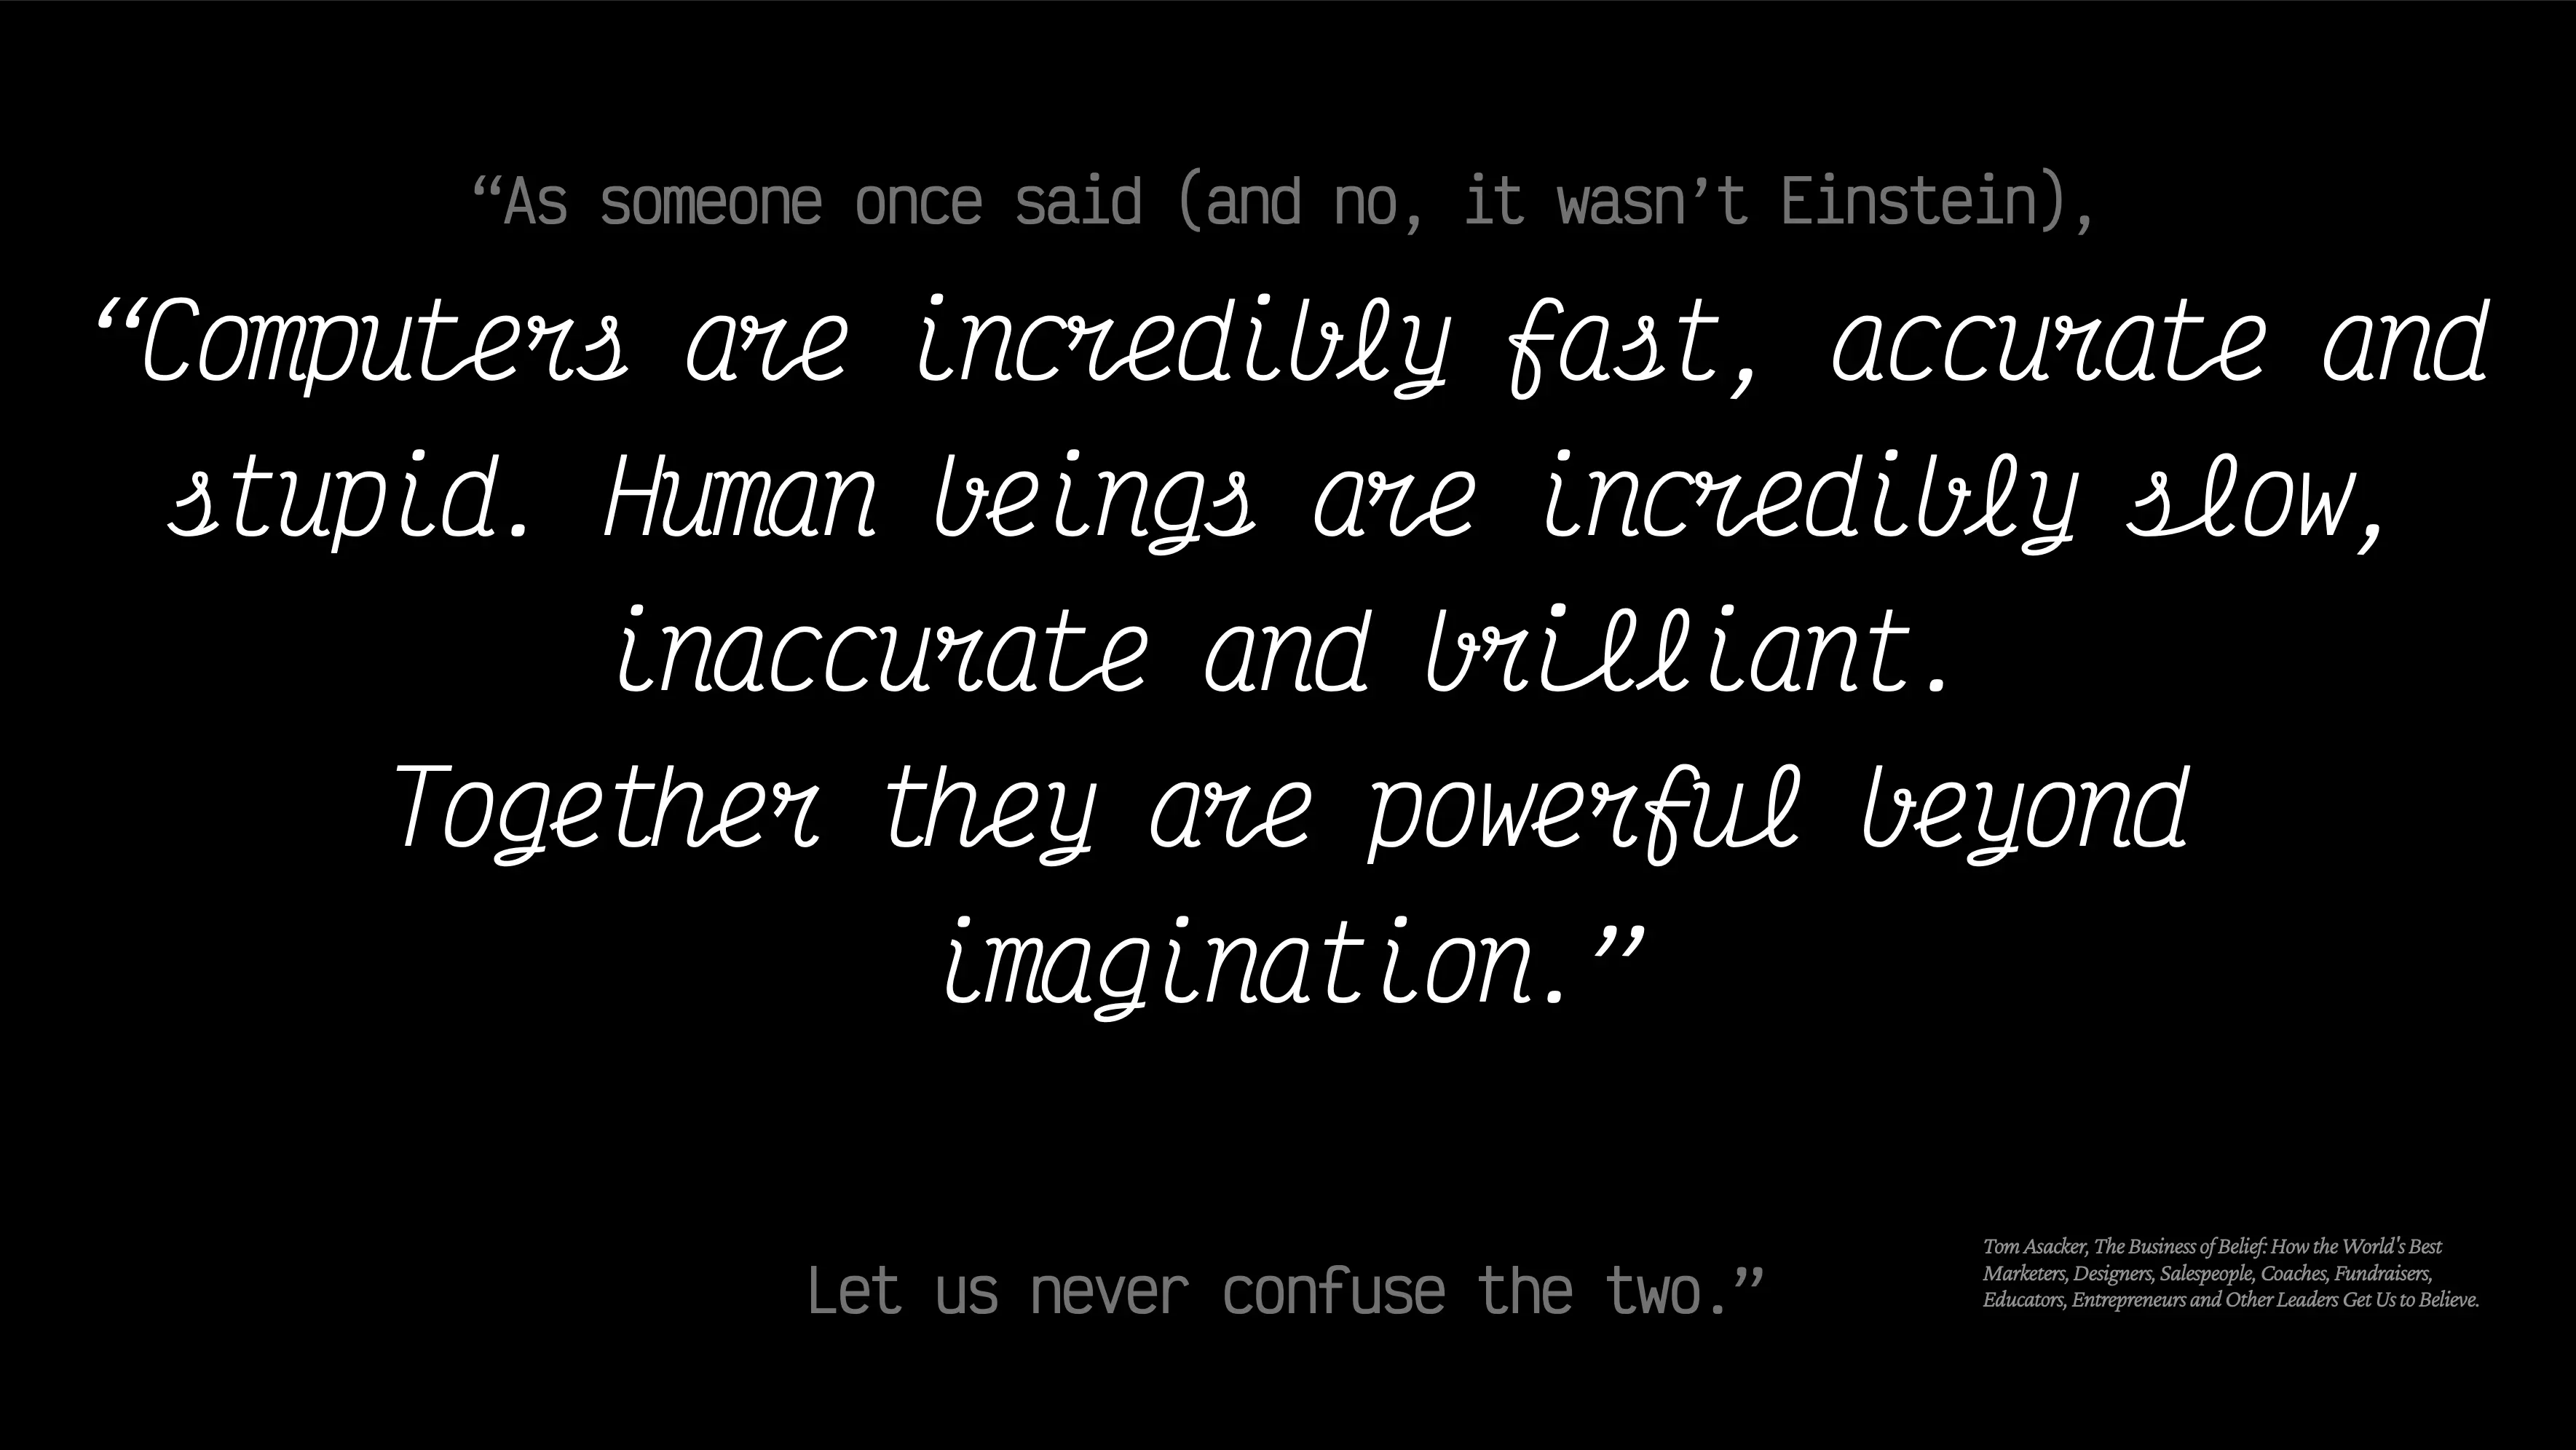 “As someone once said (and no, it wasn’t Einstein),
“Computers are incredibly fast, accurate and
stupid. Human beings are incredibly slow,
inaccurate and brilliant.
Together they are powerful beyond
imagination.”
Let us never confuse the two.”
Tom Asacker, The Business of Belief: How the World's Best
Marketers, Designers, Salespeople, Coaches, Fundraisers,
Educators, Entrepreneurs and Other Leaders Get Us to Believe.